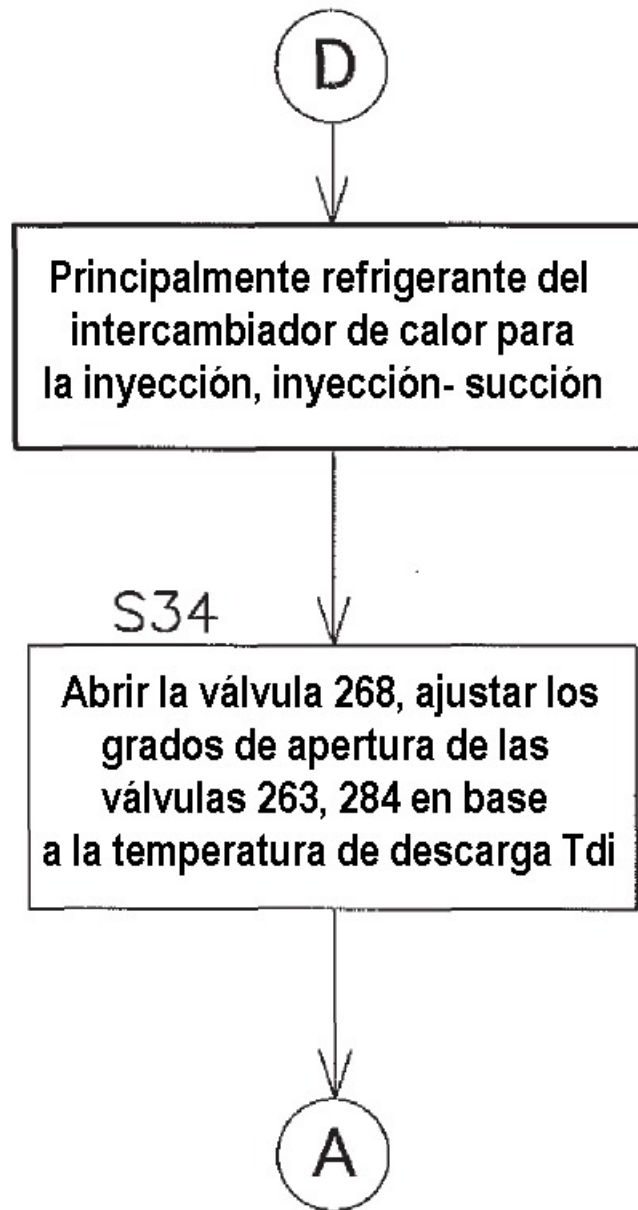 D
Principalmente refrigerante del
intercambiador de calor para
la inyección, inyección- succión
S34
Abrir la válvula 268, ajustar los
grados de apertura de las
válvulas 263, 284 en base
a la temperatura de descarga Tdi
A